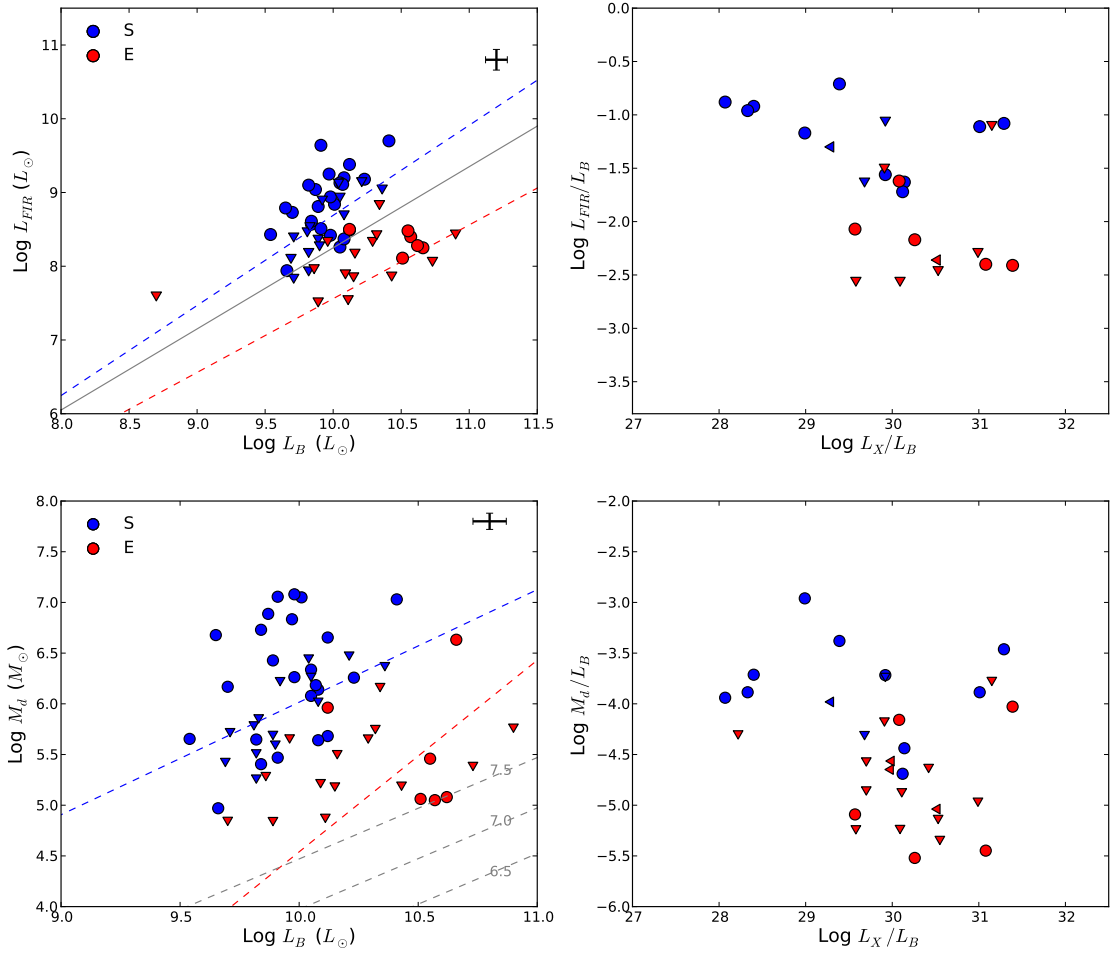 S
E
11
10
9
8
7
6
Log L_FIR (L_⊙)
8.0 8.5 9.0 9.5 10.0 10.5 11.0 11.5
Log L_B (L_⊙)
0.0
−0.5
−1.0
−1.5
−2.0
−2.5
−3.0
−3.5
Log L_FIR/L_B
27 28 29 30 31 32
Log L_X/L_B
S
E
8.0
7.5
7.0
6.5
6.0
5.5
5.0
4.5
4.0
Log M_d (M_⊙)
7.5
7.0
6.5
9.0 9.5 10.0 10.5 11.0
Log L_B (L_⊙)
−2.0
−2.5
−3.0
−3.5
−4.0
−4.5
−5.0
−5.5
−6.0
Log M_d/L_B
27 28 29 30 31 32
Log L_X/L_B